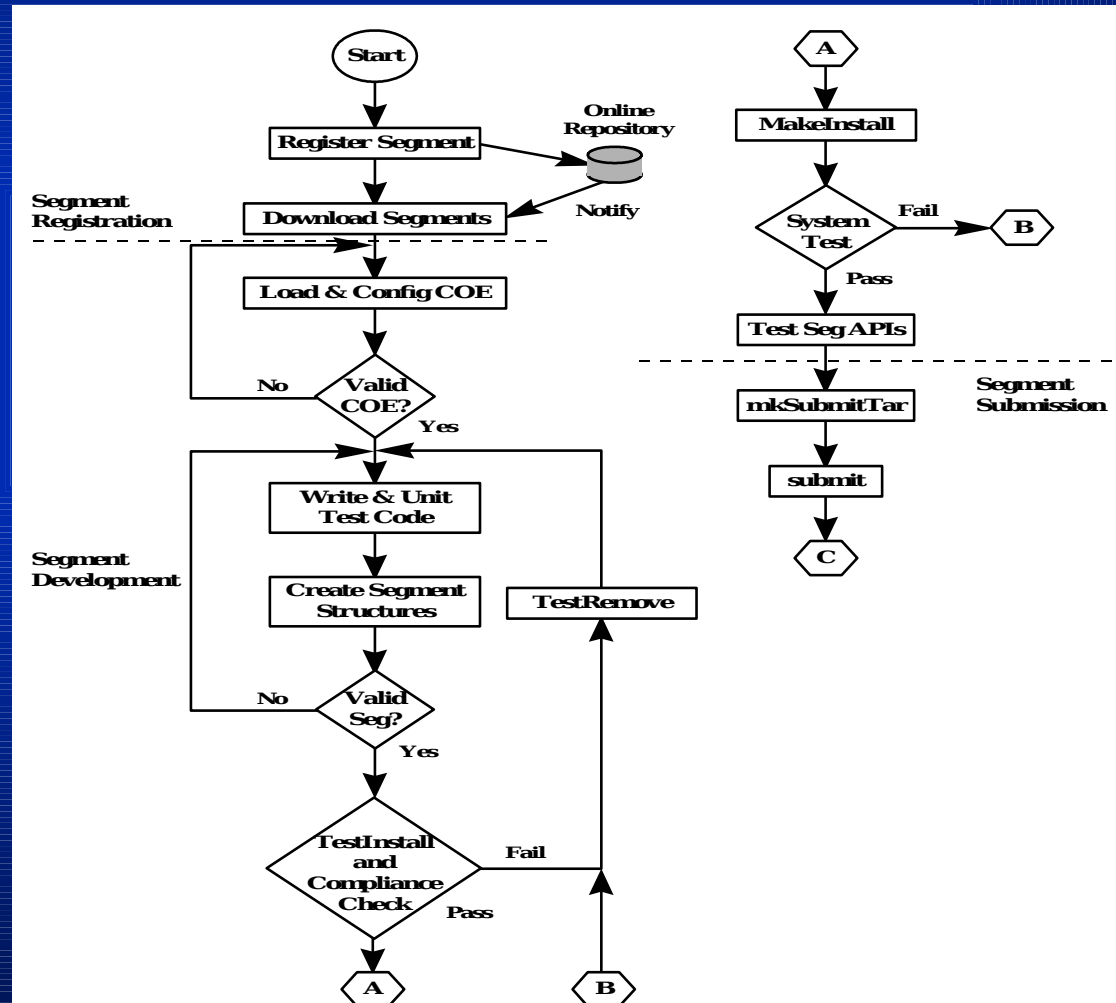 Start
Register Segment
Online
Repository
Notify
Segment
Registration
Download Segments
Load & Config COE
No
Valid
COE?
Yes
Write & Unit
Test Code
Segment
Development
Create Segment
Structures
TestRemove
No
Valid
Seg?
Yes
TestInstall
and
Compliance
Check
Fail
Pass
A
B
A
MakeInstall
System
Test
Fail
B
Pass
Test Seg APIs
Segment
Submission
mkSubmitTar
submit
C